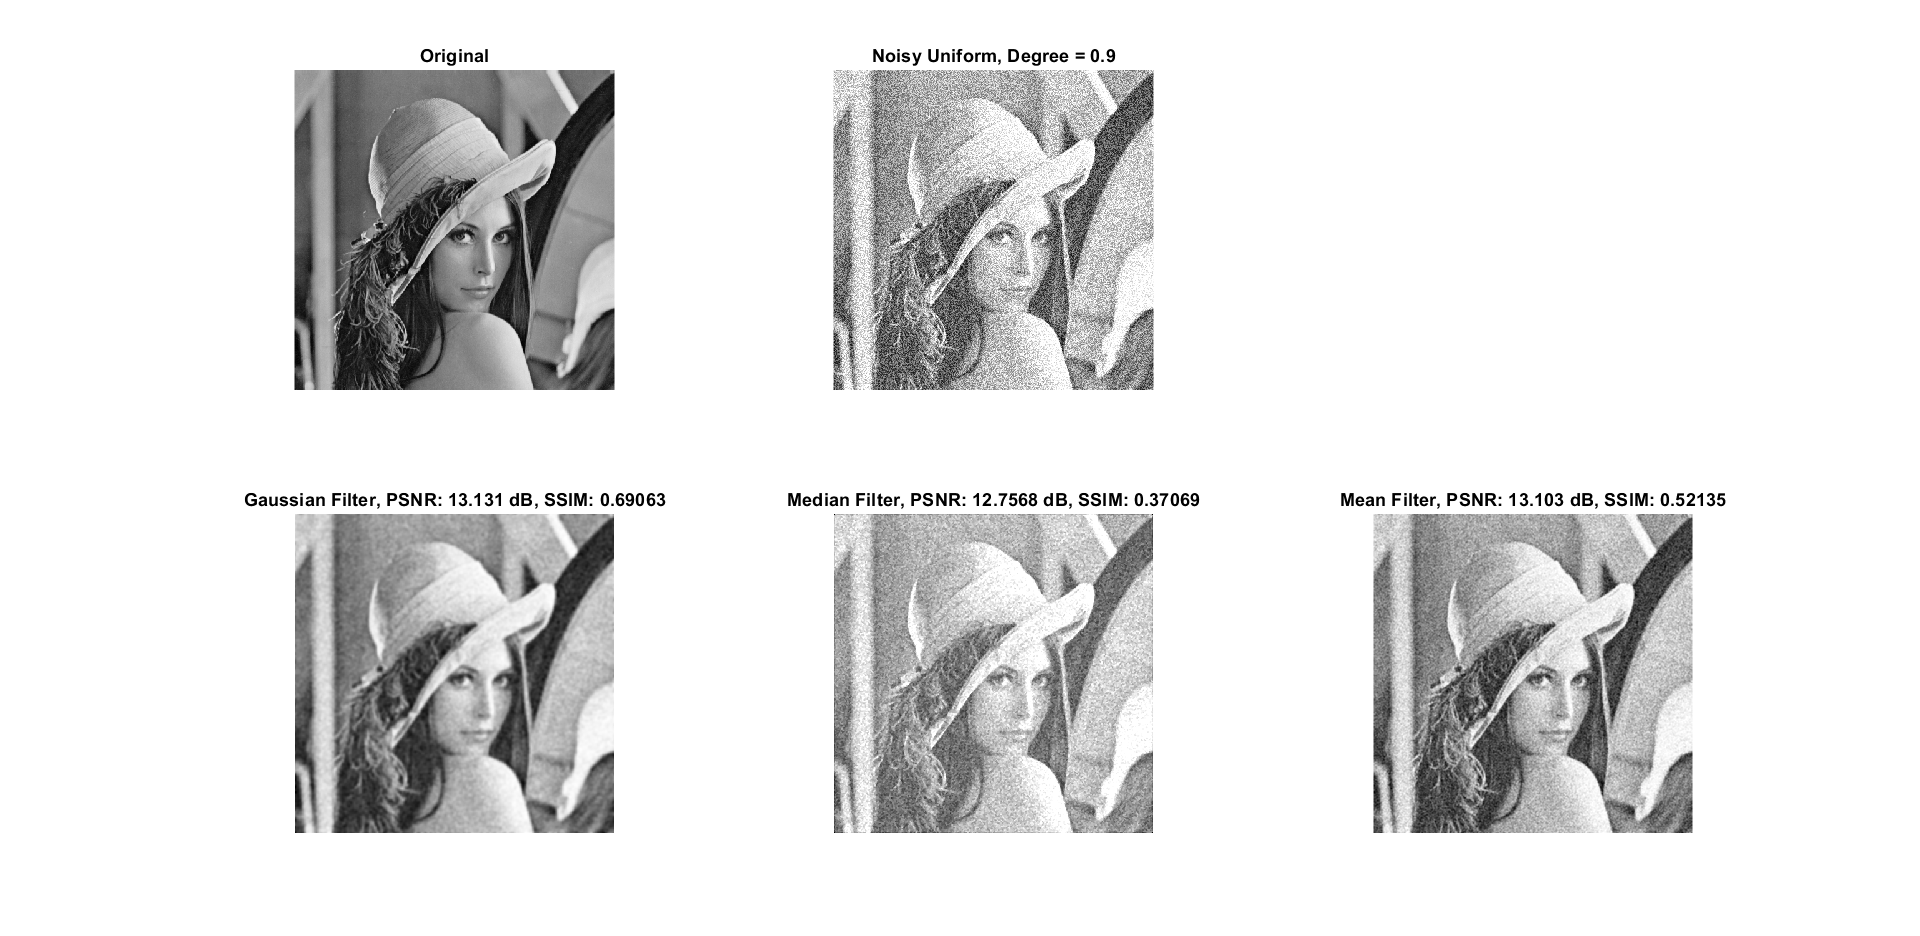 Original
Noisy Uniform, Degree = 0.9
Gaussian Filter, PSNR: 13.131 dB, SSIM: 0.69063
Median Filter, PSNR: 12.7568 dB, SSIM: 0.37069
Mean Filter, PSNR: 13.103 dB, SSIM: 0.52135